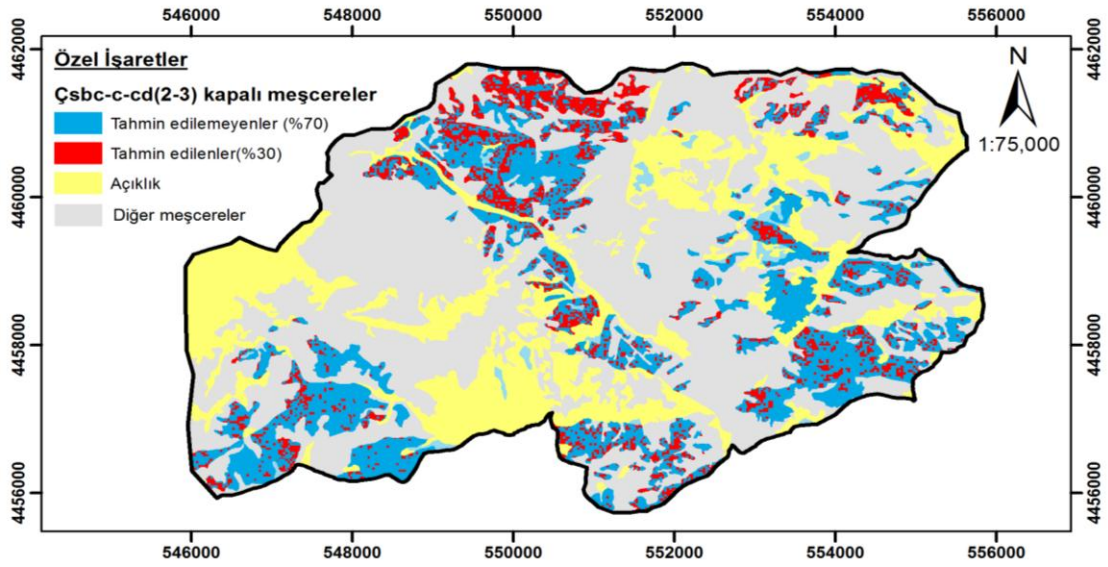 546000 548000 550000 552000 554000 556000
4462000 4462000
Özel İşaretler
N
Çsbc-c-cd(2-3) kapalı meşcereler
Tahmin edilemeyenler (%70)
1:75,000
Tahmin edilenler(%30)
Açıklık
4460000 4460000
Diğer meşcereler
4458000 4458000
4456000 4456000
546000 548000 550000 552000 554000 556000